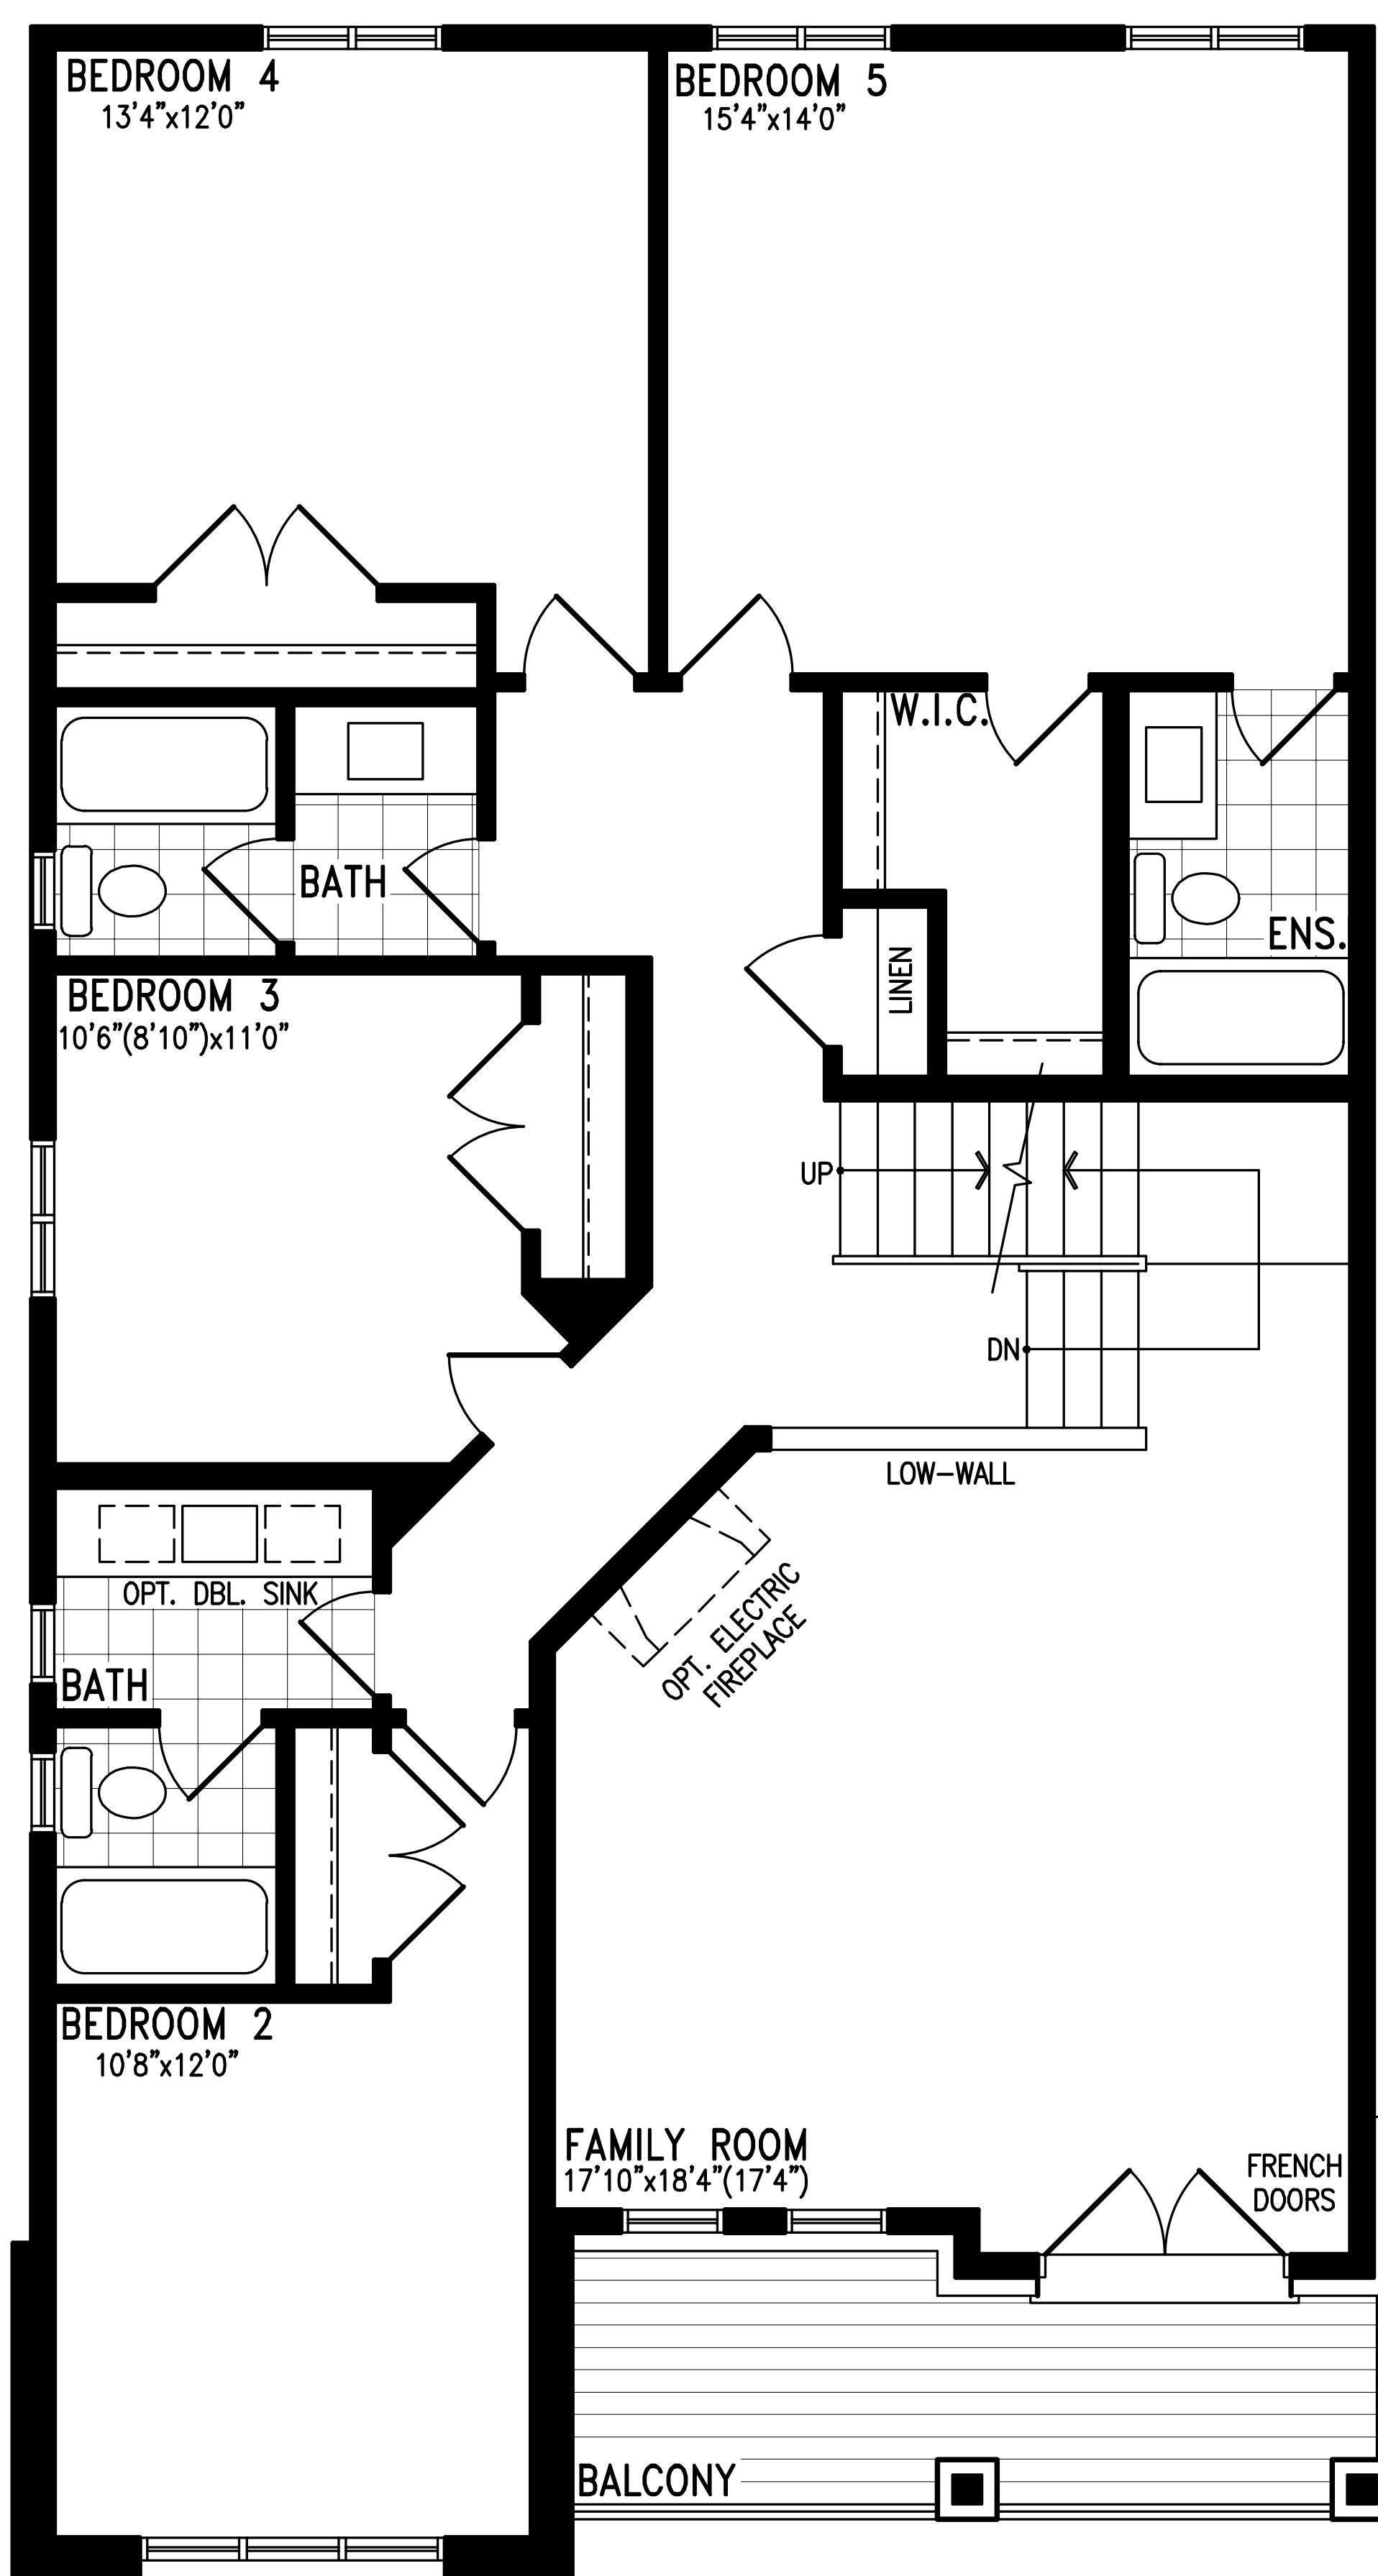 BEDROOM 4
13'4"x12'0"
BEDROOM 5
15'4"x14'0"
W.I.C.
BATH
ENS.
LINEN
BEDROOM 3
10'6"(8'10")x11'0"
UP
DN
LOW-WALL
OPT. ELECTRIC
FIREPLACE
OPT. DBL. SINK
BATH
BEDROOM 2
10'8"x12'0"
FAMILY ROOM
17'10"x18'4"(17'4")
FRENCH
DOORS
BALCONY